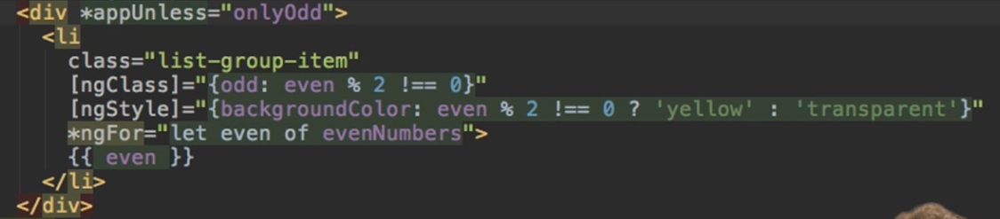 <div *appUnless="onlyOdd">
  <li
    class="list-group-item"
    [ngClass]="{odd: even % 2 !== 0}"
    [ngStyle]="{backgroundColor: even % 2 !== 0 ? 'yellow' : 'transparent'}"
    *ngFor="let even of evenNumbers">
    {{ even }}
  </li>
</div>